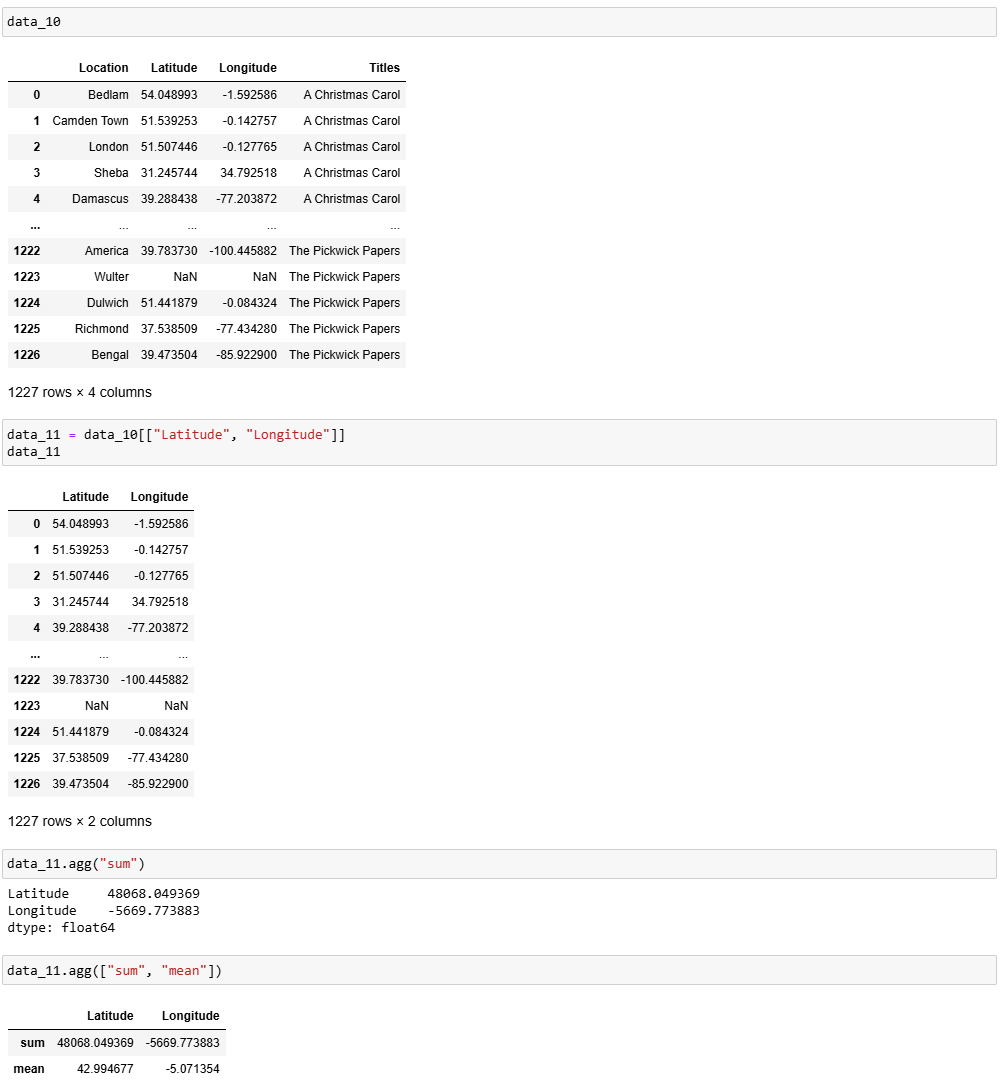 data_10
Location Latitude Longitude Titles
0 Bedlam 54.048993 -1.592586 A Christmas Carol
1 Camden Town 51.539253 -0.142757 A Christmas Carol
2 London 51.507446 -0.127765 A Christmas Carol
3 Sheba 31.245744 34.792518 A Christmas Carol
4 Damascus 39.288438 -77.203872 A Christmas Carol
... ... ... ... ...
1222 America 39.783730 -100.445882 The Pickwick Papers
1223 Wulter NaN NaN The Pickwick Papers
1224 Dulwich 51.441879 -0.084324 The Pickwick Papers
1225 Richmond 37.538509 -77.434280 The Pickwick Papers
1226 Bengal 39.473504 -85.922900 The Pickwick Papers
1227 rows × 4 columns
data_11 = data_10[["Latitude", "Longitude"]]
data_11
Latitude Longitude
0 54.048993 -1.592586
1 51.539253 -0.142757
2 51.507446 -0.127765
3 31.245744 34.792518
4 39.288438 -77.203872
... ... ...
1222 39.783730 -100.445882
1223 NaN NaN
1224 51.441879 -0.084324
1225 37.538509 -77.434280
1226 39.473504 -85.922900
1227 rows × 2 columns
data_11.agg("sum")
Latitude 48068.049369
Longitude -5669.773883
dtype: float64
data_11.agg(["sum", "mean"])
Latitude Longitude
sum 48068.049369 -5669.773883
mean 42.994677 -5.071354